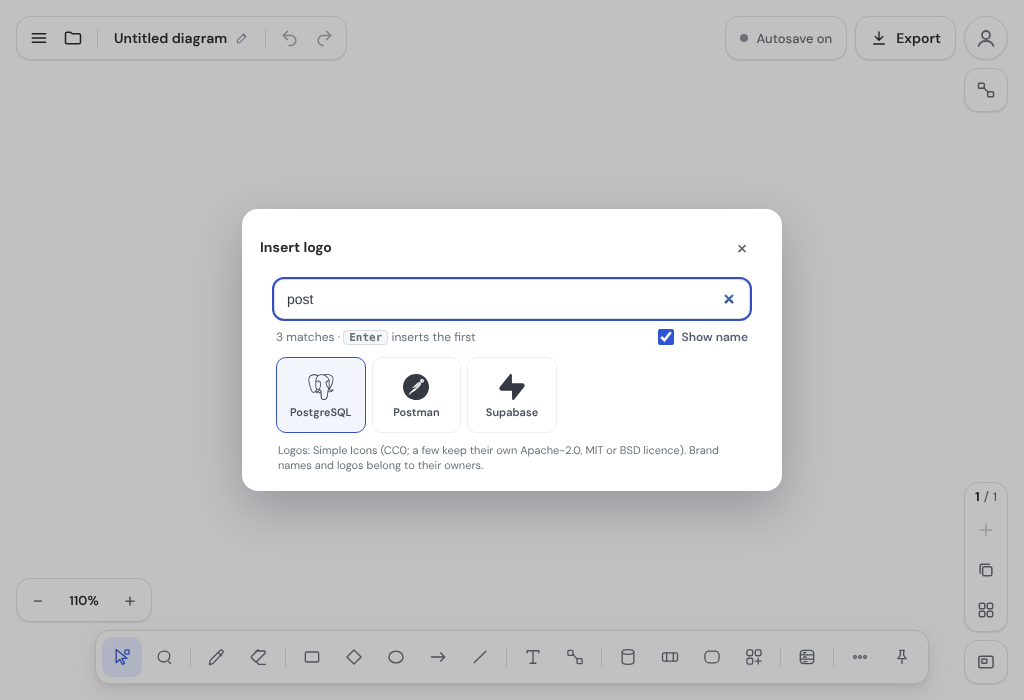 Untitled diagram
Autosave on
Export
Insert logo
post
3 matches · Enter inserts the first
Show name
PostgreSQL
Postman
Supabase
Logos: Simple Icons (CC0; a few keep their own Apache-2.0, MIT or BSD licence). Brand
names and logos belong to their owners.
1 / 1
110%